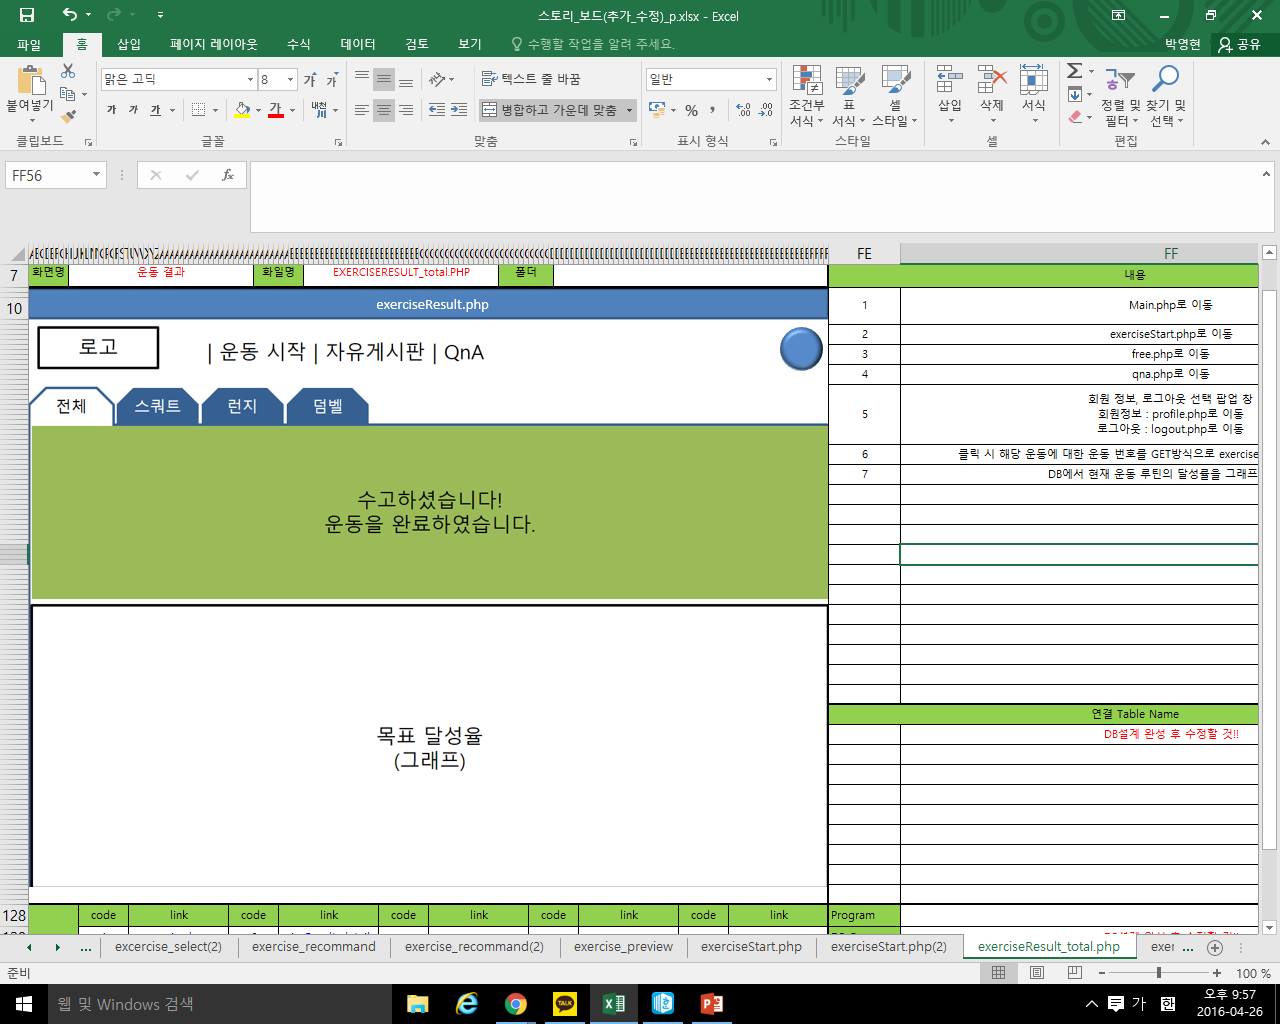 스토리_보드(추가_수정)_p.xlsx - Excel
파일 홈 삽입 페이지 레이아웃 수식 데이터 검토 보기 수행할 작업을 알려 주세요. 박영현 공유
붙여넣기
맑은 고딕 8
가 가
가 가 가 가 내천
텍스트 줄 바꿈
병합하고 가운데 맞춤
일반
% ,
조건부 서식
표 서식
셀 스타일
삽입 삭제 서식
정렬 및 필터
찾기 및 선택
클립보드 글꼴 맞춤 표시 형식 스타일 셀 편집
FF56 fx
FE FF
7 화면명 운동 결과 화일명 EXERCISERESULT_total.PHP 폴더 내용
10 exerciseResult.php
로고 | 운동 시작 | 자유게시판 | QnA
전체 스쿼트 런지 덤벨
수고하셨습니다!
운동을 완료하였습니다.
목표 달성율
(그래프)
1 Main.php로 이동
2 exerciseStart.php로 이동
3 free.php로 이동
4 qna.php로 이동
5 회원 정보, 로그아웃 선택 팝업 창
회원정보 : profile.php로 이동
로그아웃 : logout.php로 이동
6 클릭 시 해당 운동에 대한 운동 번호를 GET방식으로 exercise
7 DB에서 현재 운동 루틴의 달성률을 그래프
연결 Table Name
DB설계 완성 후 수정할 것!!
128 code link code link code link code link code link Program
... excercise_select(2) exercise_recommand exercise_recommand(2) exercise_preview exerciseStart.php exerciseStart.php(2) exerciseResult_total.php exer ...
준비 100 %
웹 및 Windows 검색
TALK
가 한
오후 9:57
2016-04-26